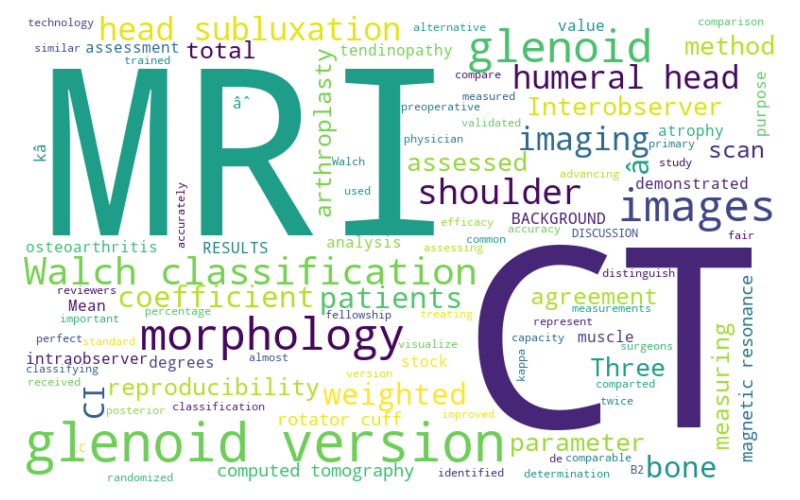 technology
alternative
value
comparison
head subluxation
similar
assessment
total
tendinopathy
glenoid
method
trained
MRI
compare
humeral head
arthroplasty
measured
preoperative
Interobserver
purpose
âˆ
validated
physician
imaging
atrophy
kâ
primary
scan
Walch
assessed
â
study
accurately
used
shoulder
advancing
demonstrated
images
efficacy
BACKGROUND
osteoarthritis
RESULTS
analysis
common
accuracy
DISCUSSION
fair
assessing
CT
Walch classification
distinguish
reviewers
Mean
coefficient
patients
agreement
measurements
important
percentage
fellowship
treating
represent
perfect
standard
morphology
capacity
muscle
surgeons
magnetic resonance
classifying
intraobserver
degrees
almost
visualize
stock
kappa
Three
comparted
measuring
received
CI
reproducibility
version
weighted
twice
posterior
classification
improved
rotator cuff
glenoid version
parameter
C
computed tomography
identified
de
comparable
bone
randomized
determination
B2